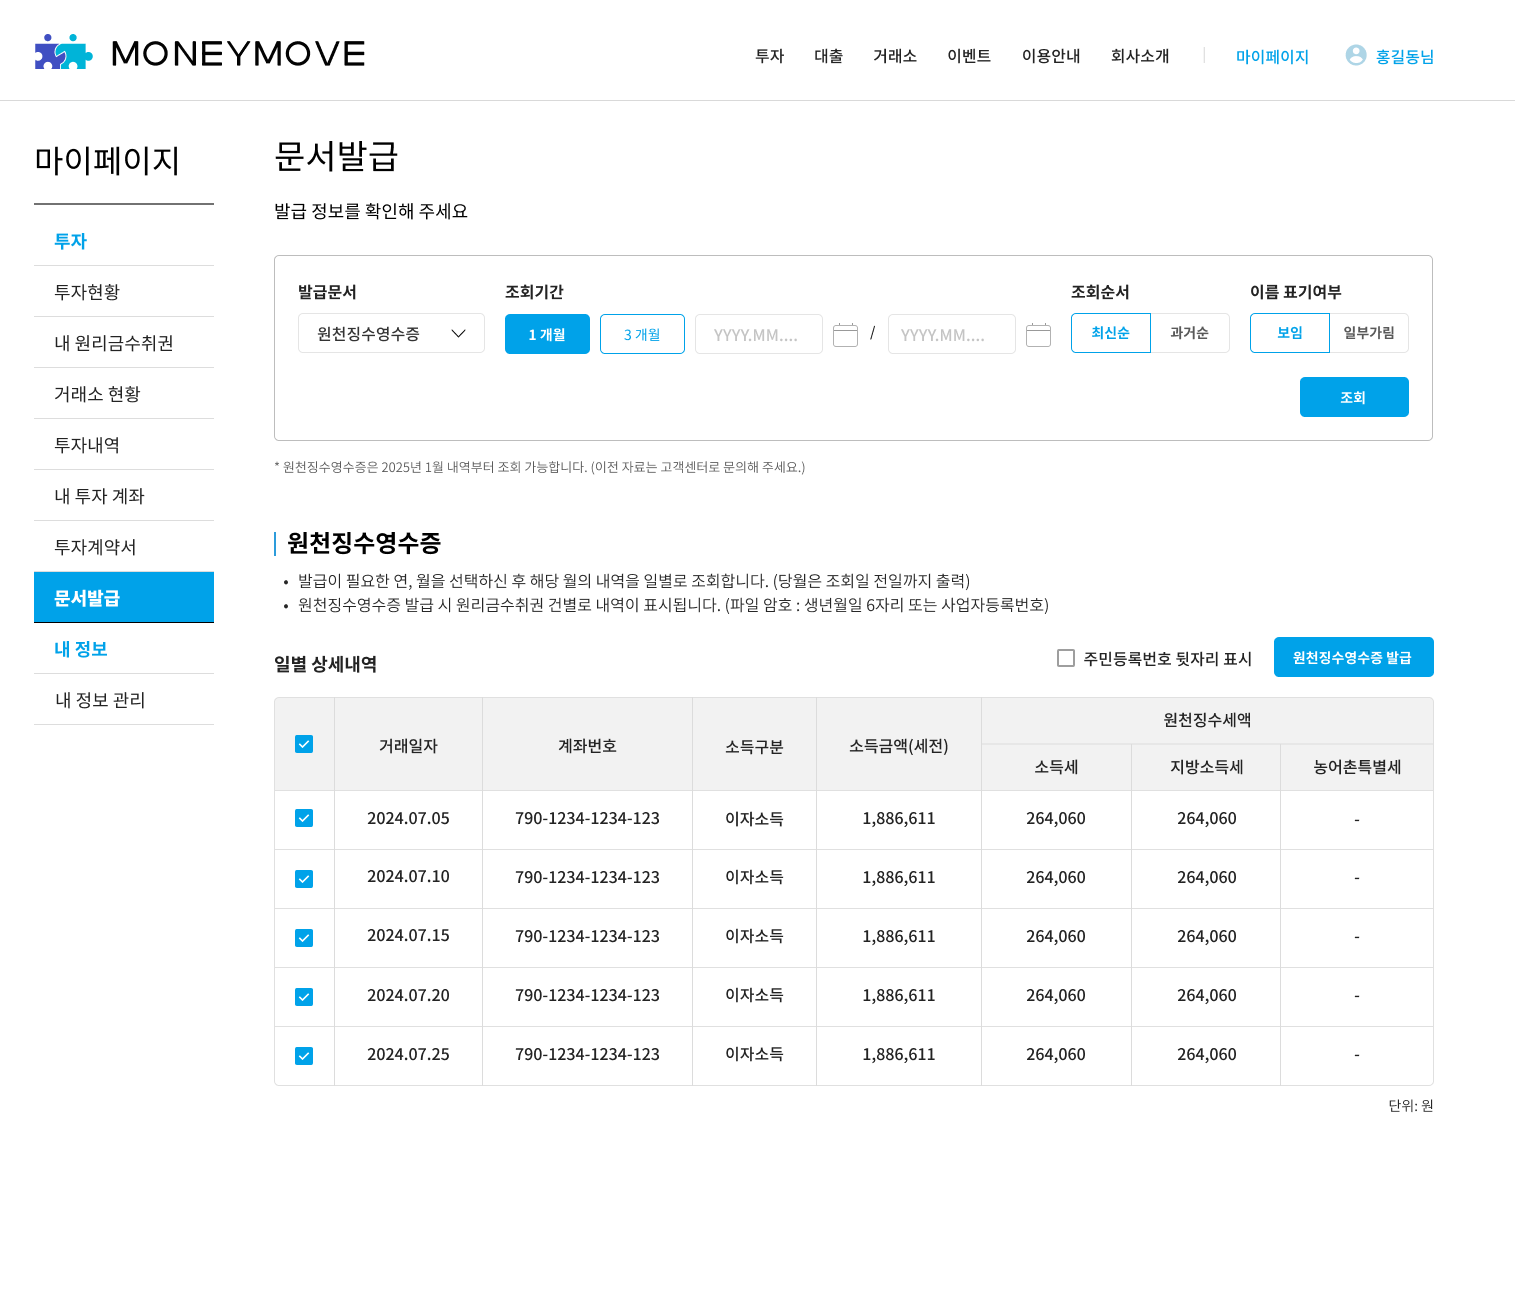 MONEYMOVE
투자 대출 거래소 이벤트 이용안내 회사소개 마이페이지 홍길동님
마이페이지
투자
투자현황
내 원리금수취권
거래소 현황
투자내역
내 투자 계좌
투자계약서
문서발급
내 정보
내 정보 관리
문서발급
발급 정보를 확인해 주세요
발급문서 조회기간 조회순서 이름 표기여부
원천징수영수증 1 개월 3 개월 YYYY.MM.... / YYYY.MM.... 최신순 과거순 보임 일부가림
조회
* 원천징수영수증은 2025년 1월 내역부터 조회 가능합니다. (이전 자료는 고객센터로 문의해 주세요.)
원천징수영수증
• 발급이 필요한 연, 월을 선택하신 후 해당 월의 내역을 일별로 조회합니다. (당월은 조회일 전일까지 출력)
• 원천징수영수증 발급 시 원리금수취권 건별로 내역이 표시됩니다. (파일 암호 : 생년월일 6자리 또는 사업자등록번호)
일별 상세내역 주민등록번호 뒷자리 표시 원천징수영수증 발급
거래일자 계좌번호 소득구분 소득금액(세전) 원천징수세액
소득세 지방소득세 농어촌특별세
2024.07.05 790-1234-1234-123 이자소득 1,886,611 264,060 264,060 -
2024.07.10 790-1234-1234-123 이자소득 1,886,611 264,060 264,060 -
2024.07.15 790-1234-1234-123 이자소득 1,886,611 264,060 264,060 -
2024.07.20 790-1234-1234-123 이자소득 1,886,611 264,060 264,060 -
2024.07.25 790-1234-1234-123 이자소득 1,886,611 264,060 264,060 -
단위: 원